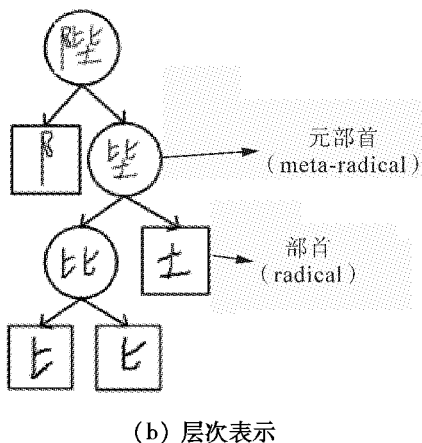 陛
阝 坒
元部首
(meta-radical)
比 土
部首
(radical)
匕 匕
(b) 层次表示